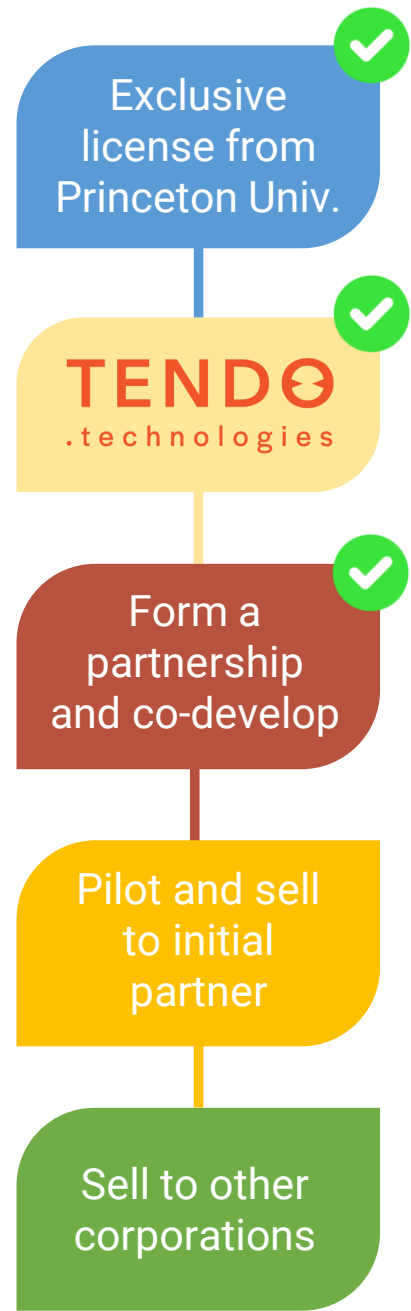 Exclusive
license from
Princeton Univ.
TENDO
.technologies
Form a
partnership
and co-develop
Pilot and sell
to initial
partner
Sell to other
corporations